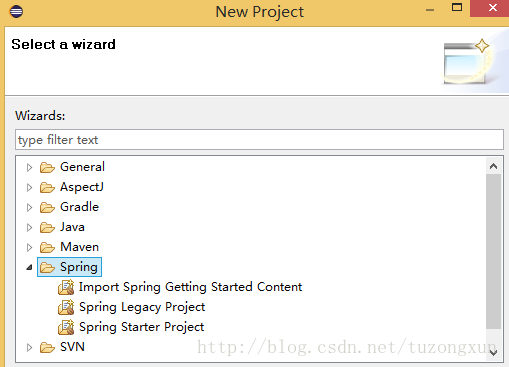 New Project
Select a wizard
Wizards:
type filter text
General
AspectJ
Gradle
Java
Maven
Spring
Import Spring Getting Started Content
Spring Legacy Project
Spring Starter Project
SVN
http://blog.csdn.net/tuzongxun